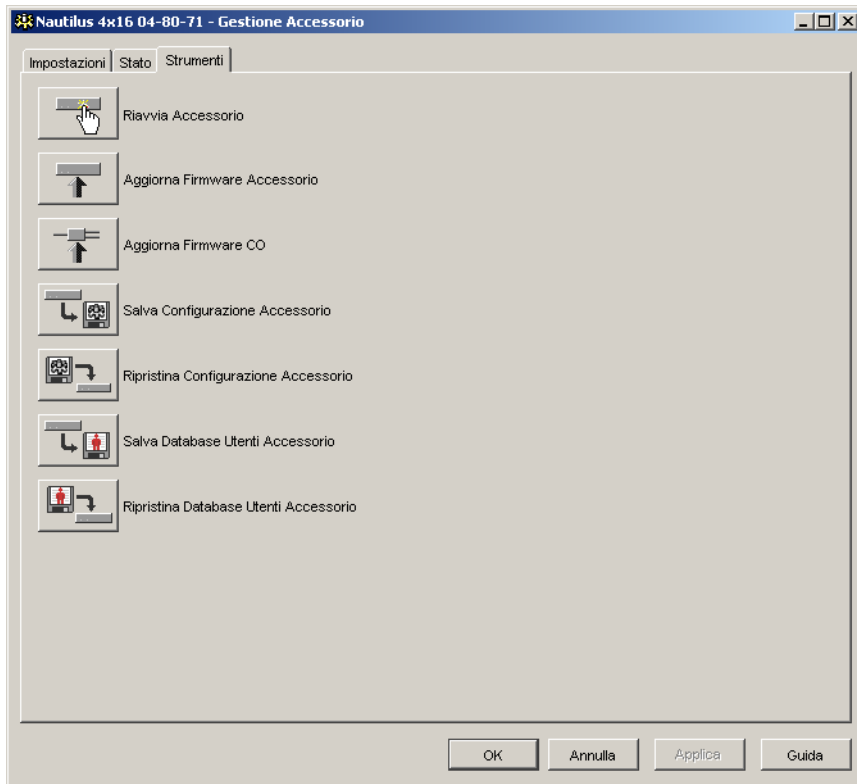 Nautilus 4x16 04-80-71 - Gestione Accessorio
Impostazioni Stato Strumenti
Riavvia Accessorio
Aggiorna Firmware Accessorio
Aggiorna Firmware CO
Salva Configurazione Accessorio
Ripristina Configurazione Accessorio
Salva Database Utenti Accessorio
Ripristina Database Utenti Accessorio
OK Annulla Applica Guida